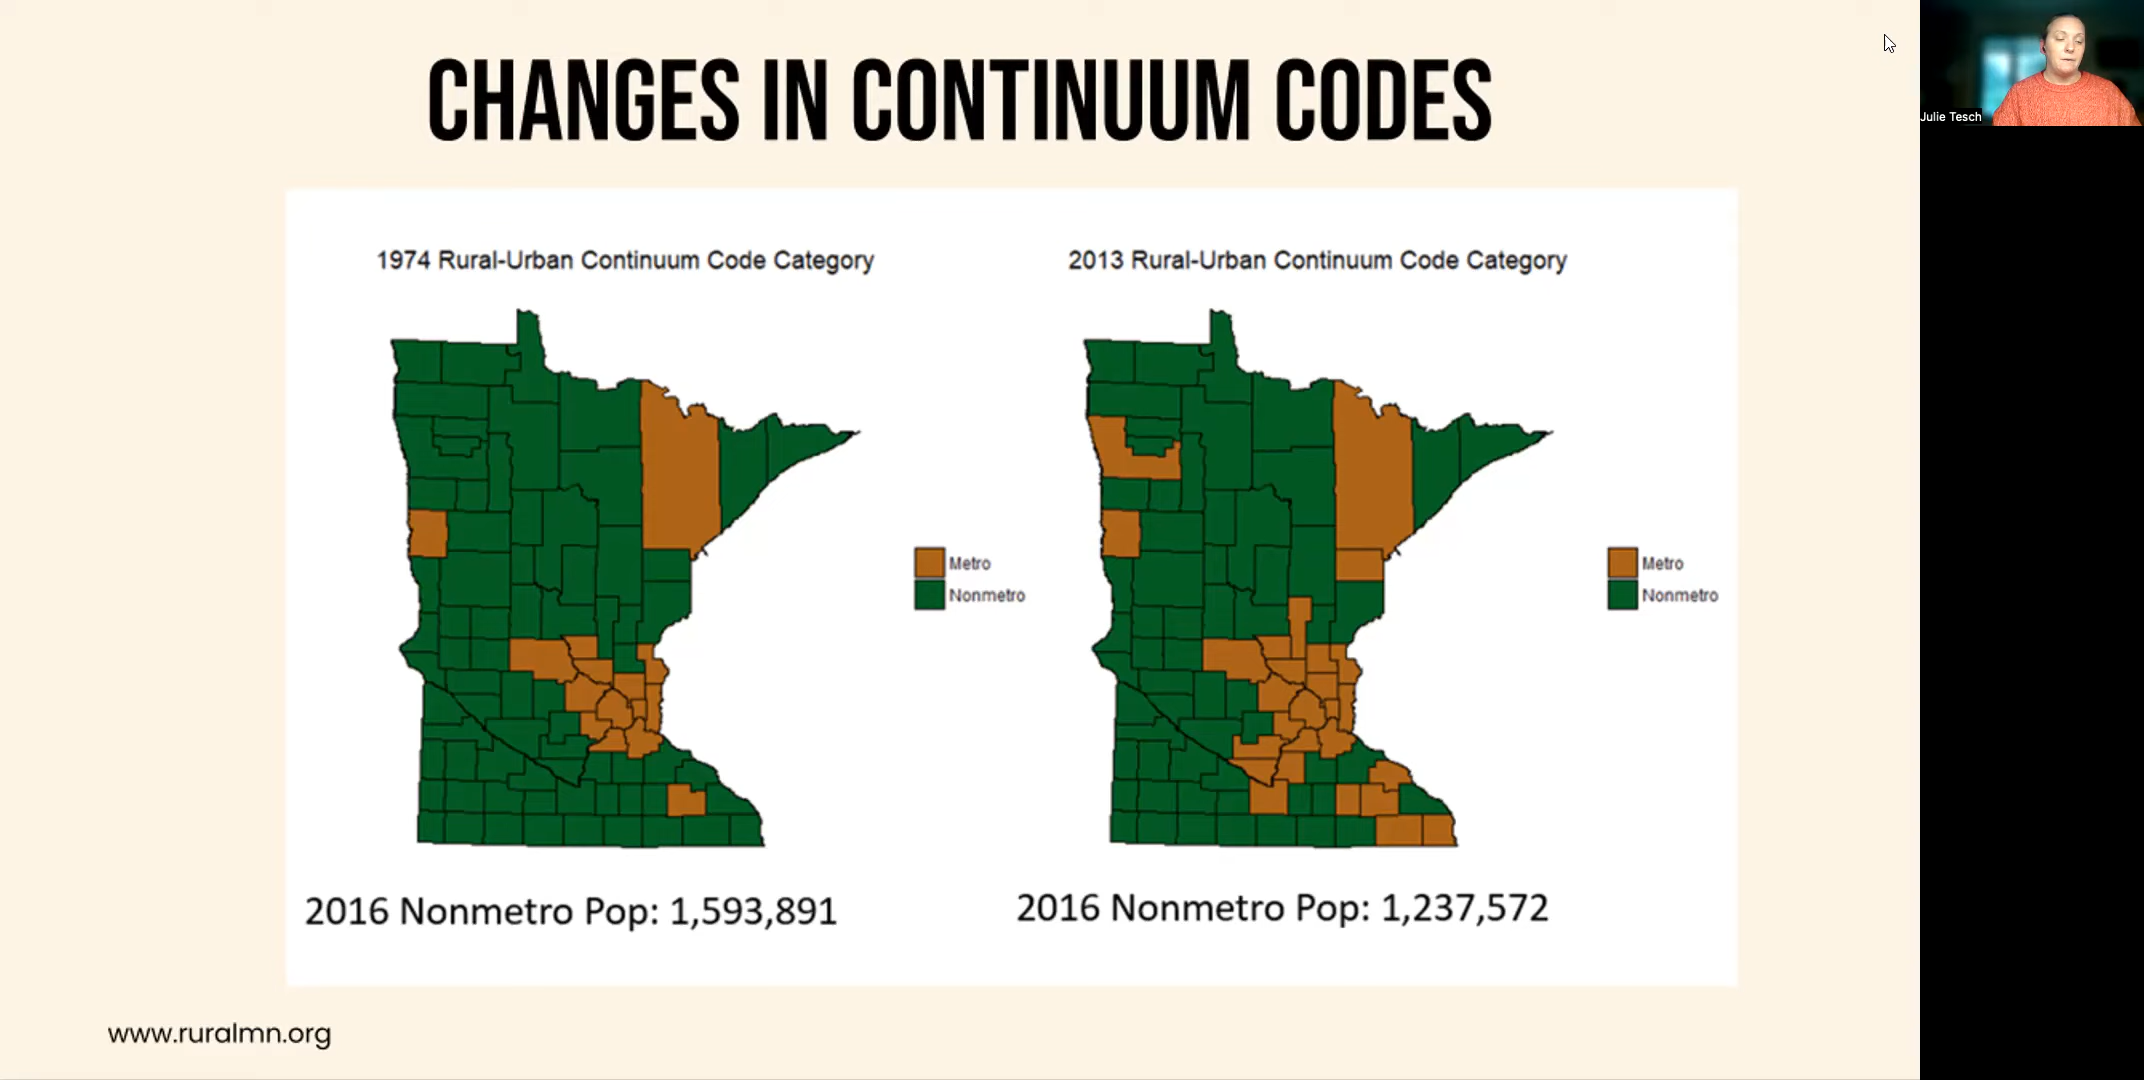 CHANGES IN CONTINUUM CODES
Julie Tesch
1974 Rural-Urban Continuum Code Category
Metro
Nonmetro
2016 Nonmetro Pop: 1,593,891
2013 Rural-Urban Continuum Code Category
Metro
Nonmetro
2016 Nonmetro Pop: 1,237,572
www.ruralmn.org